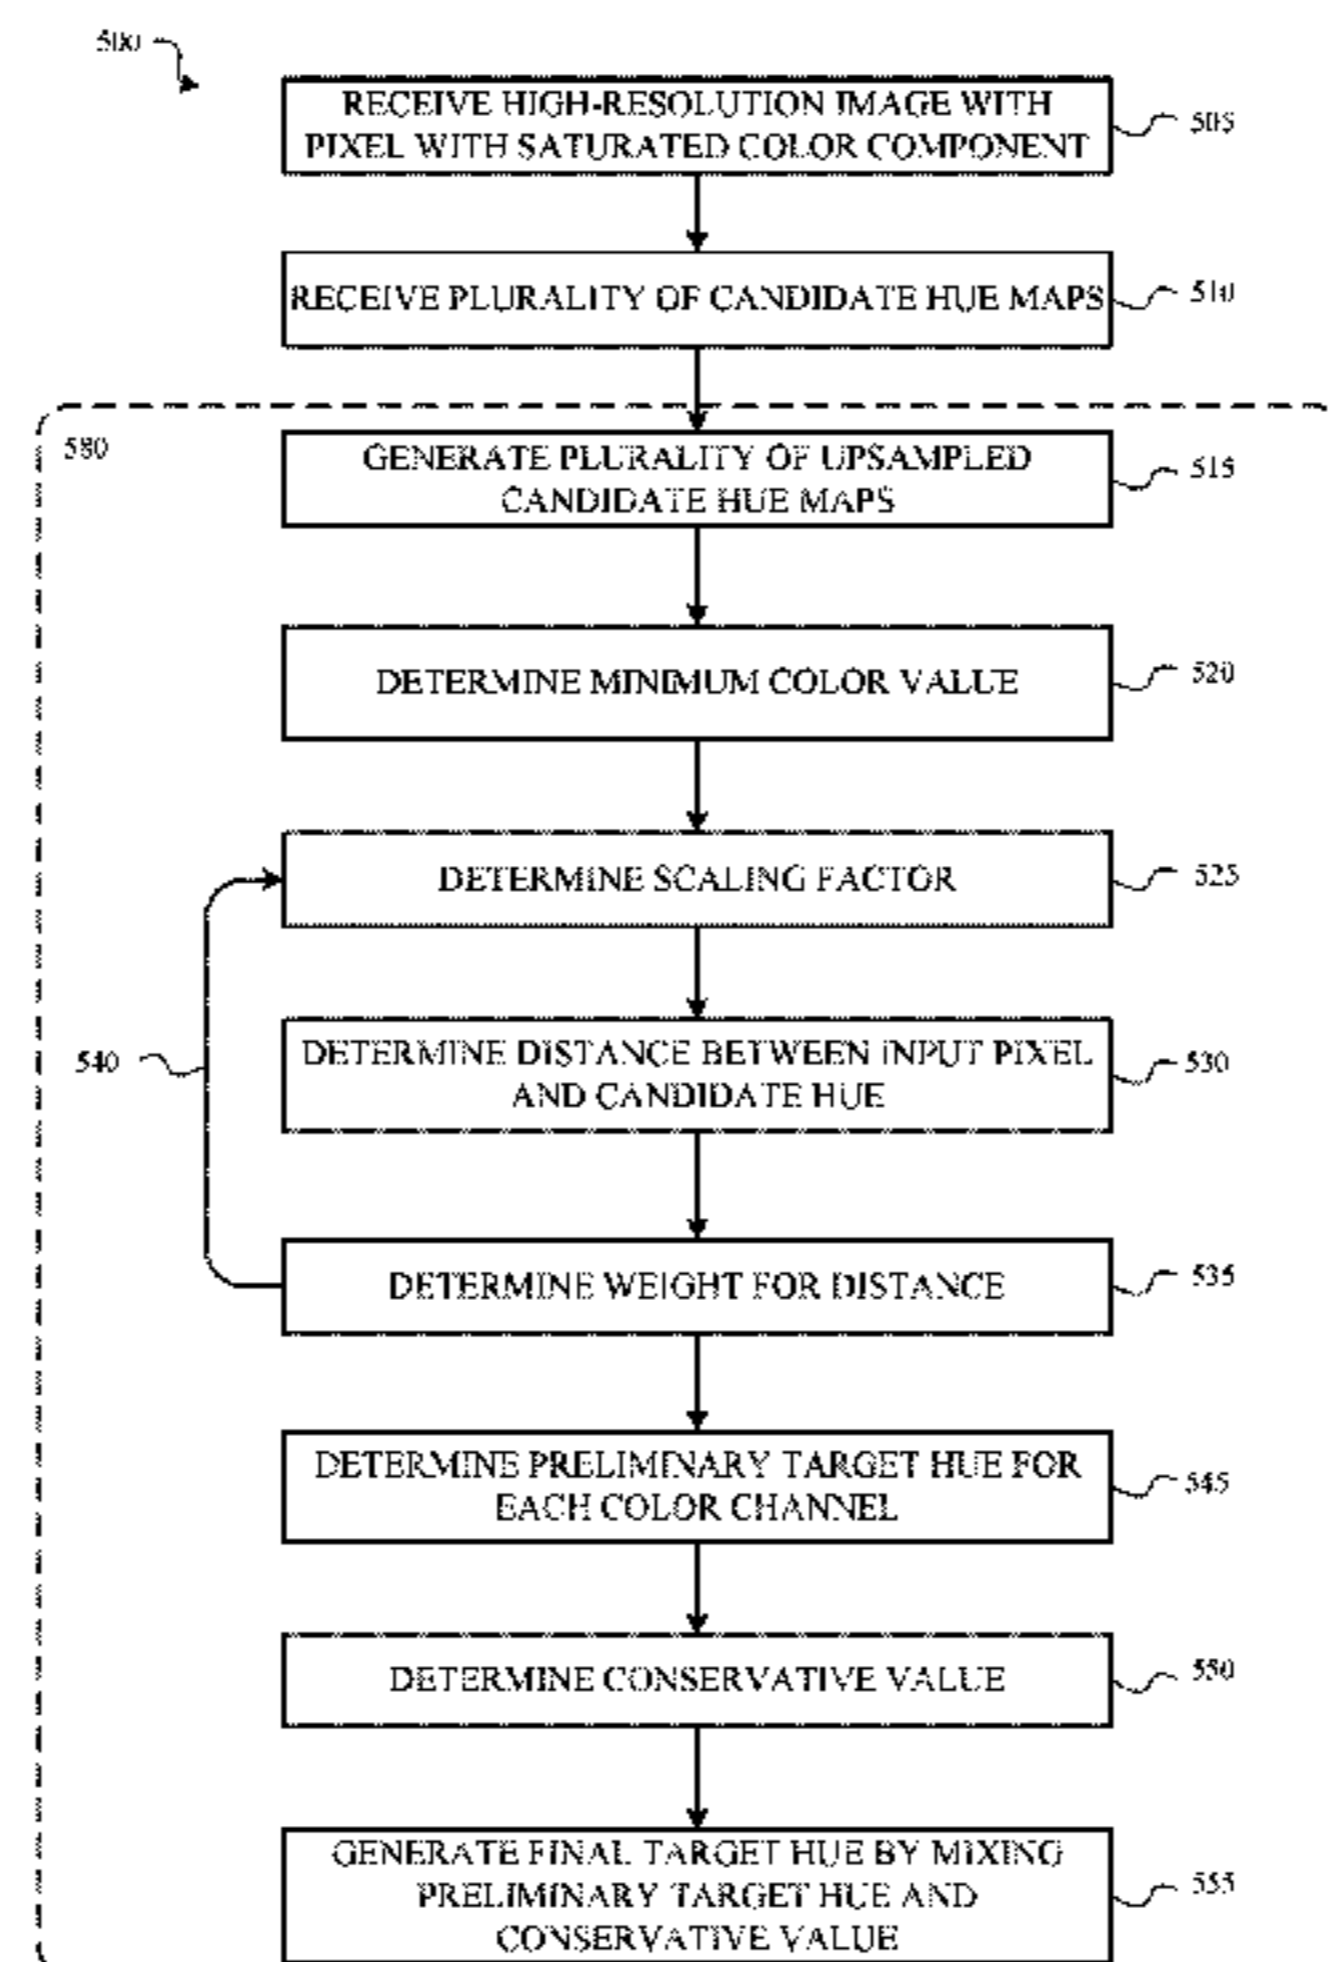 500
RECEIVE HIGH-RESOLUTION IMAGE WITH
PIXEL WITH SATURATED COLOR COMPONENT
505
RECEIVE PLURALITY OF CANDIDATE HUE MAPS
510
580
GENERATE PLURALITY OF UPSAMPLED
CANDIDATE HUE MAPS
515
DETERMINE MINIMUM COLOR VALUE
520
DETERMINE SCALING FACTOR
525
540
DETERMINE DISTANCE BETWEEN INPUT PIXEL
AND CANDIDATE HUE
530
DETERMINE WEIGHT FOR DISTANCE
535
DETERMINE PRELIMINARY TARGET HUE FOR
EACH COLOR CHANNEL
545
DETERMINE CONSERVATIVE VALUE
550
GENERATE FINAL TARGET HUE BY MIXING
PRELIMINARY TARGET HUE AND
CONSERVATIVE VALUE
555